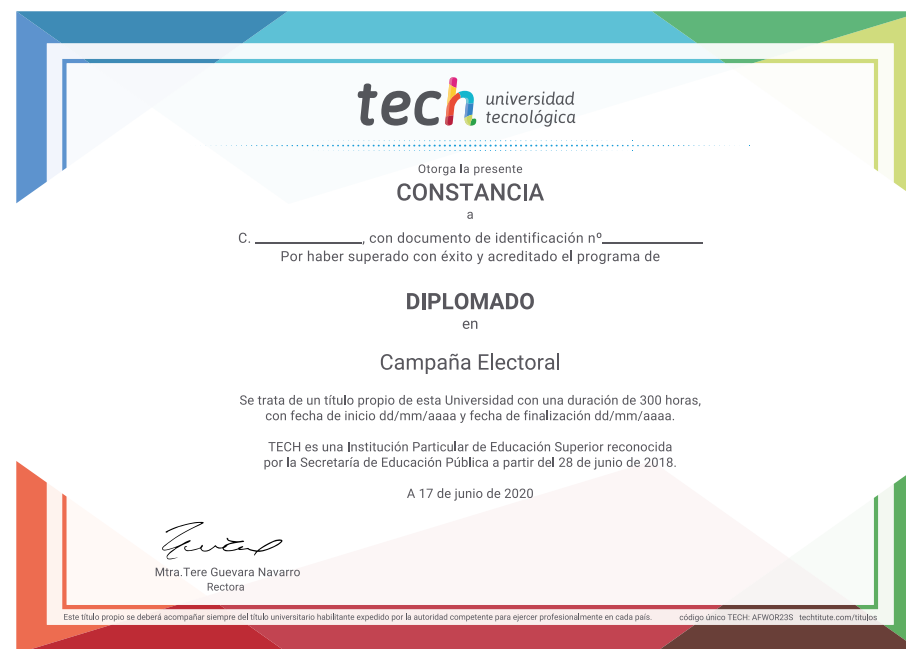 tech universidad
tecnológica
Otorga la presente
CONSTANCIA
a
C. ____________, con documento de identificación nº____________
Por haber superado con éxito y acreditado el programa de
DIPLOMADO
en
Campaña Electoral
Se trata de un título propio de esta Universidad con una duración de 300 horas,
con fecha de inicio dd/mm/aaaa y fecha de finalización dd/mm/aaaa.
TECH es una Institución Particular de Educación Superior reconocida
por la Secretaría de Educación Pública a partir del 28 de junio de 2018.
A 17 de junio de 2020
Mtra.Tere Guevara Navarro
Rectora
Este título propio se deberá acompañar siempre del título universitario habilitante expedido por la autoridad competente para ejercer profesionalmente en cada país. código único TECH: AFWOR23S techtitute.com/titulos